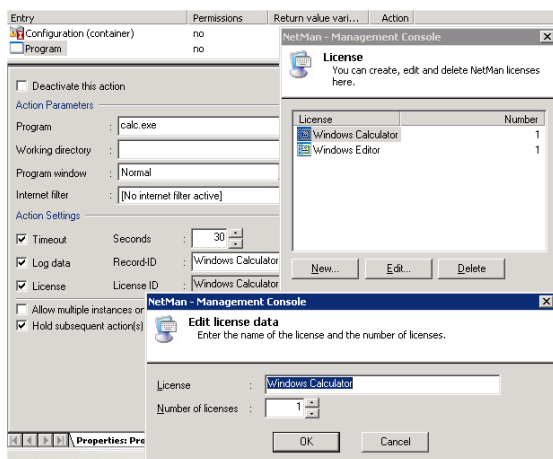 Entry Permissions Return value vari... Action
Configuration (container) no
Program no
Deactivate this action
Action Parameters
Program : calc.exe
Working directory :
Program window : Normal
Internet filter : [No internet filter active]
Action Settings
Timeout Seconds : 30
Log data Record-ID : Windows Calculator
License License ID : Windows Calculator
Allow multiple instances or
Hold subsequent action(s)
Properties: Pro
NetMan - Management Console
License
You can create, edit and delete NetMan licenses
here.
License Number
Windows Calculator 1
Windows Editor 1
New... Edit... Delete
NetMan - Management Console
Edit license data
Enter the name of the license and the number of licenses.
License : Windows Calculator
Number of licenses : 1
OK Cancel